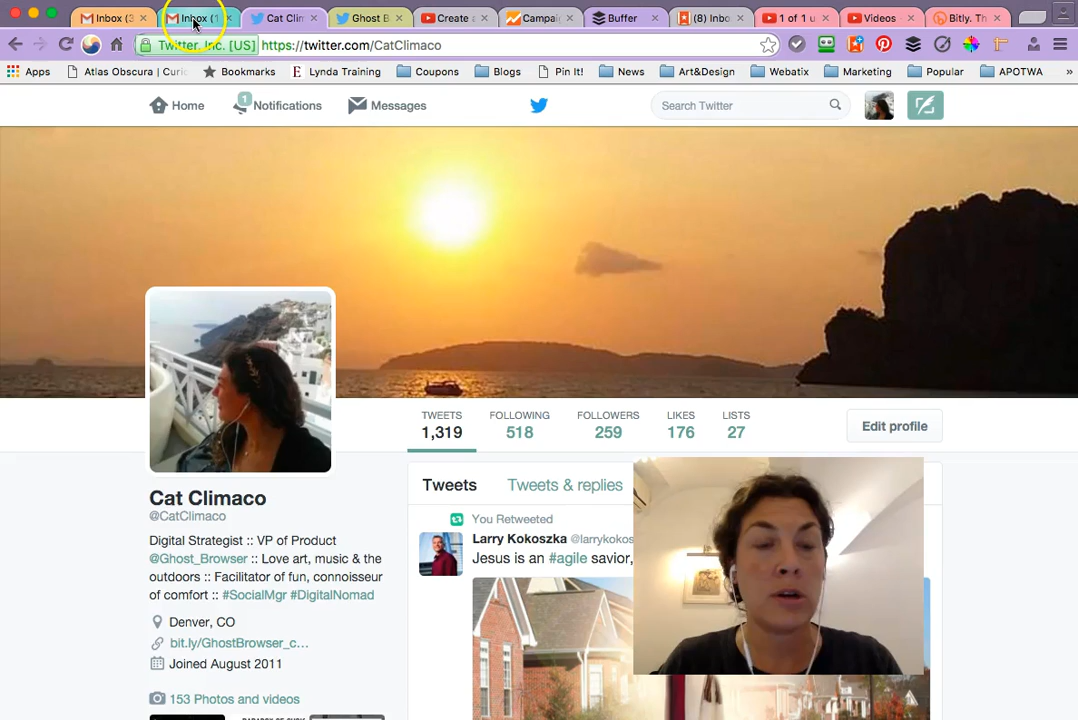 Inbox (3
Inbox (1
Cat Clim
Ghost B
Create a
Campai
Buffer
(8) Inbo
1 of 1 u
Videos
Bitly. Th
Twitter, Inc. [US] https://twitter.com/CatClimaco
Apps
Atlas Obscura | Curi
Bookmarks
Lynda Training
Coupons
Blogs
Pin It!
News
Art&Design
Webatix
Marketing
Popular
APOTWA
»
Home
1
Notifications
Messages
Search Twitter
TWEETS
1,319
FOLLOWING
518
FOLLOWERS
259
LIKES
176
LISTS
27
Edit profile
Cat Climaco
@CatClimaco
Digital Strategist :: VP of Product
@Ghost_Browser :: Love art, music & the
outdoors :: Facilitator of fun, connoisseur
of comfort :: #SocialMgr #DigitalNomad
Denver, CO
bit.ly/GhostBrowser_c...
Joined August 2011
153 Photos and videos
Tweets Tweets & replies
You Retweeted
Larry Kokoszka @larrykokos
Jesus is an #agile savior,